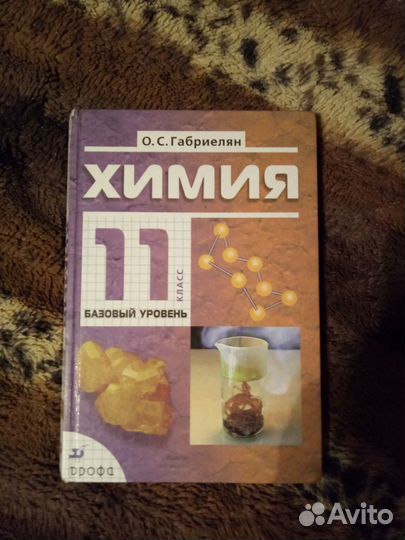 О. С. Габриелян
ХИМИЯ
11
КЛАСС
БАЗОВЫЙ УРОВЕНЬ
дрофа
Avito